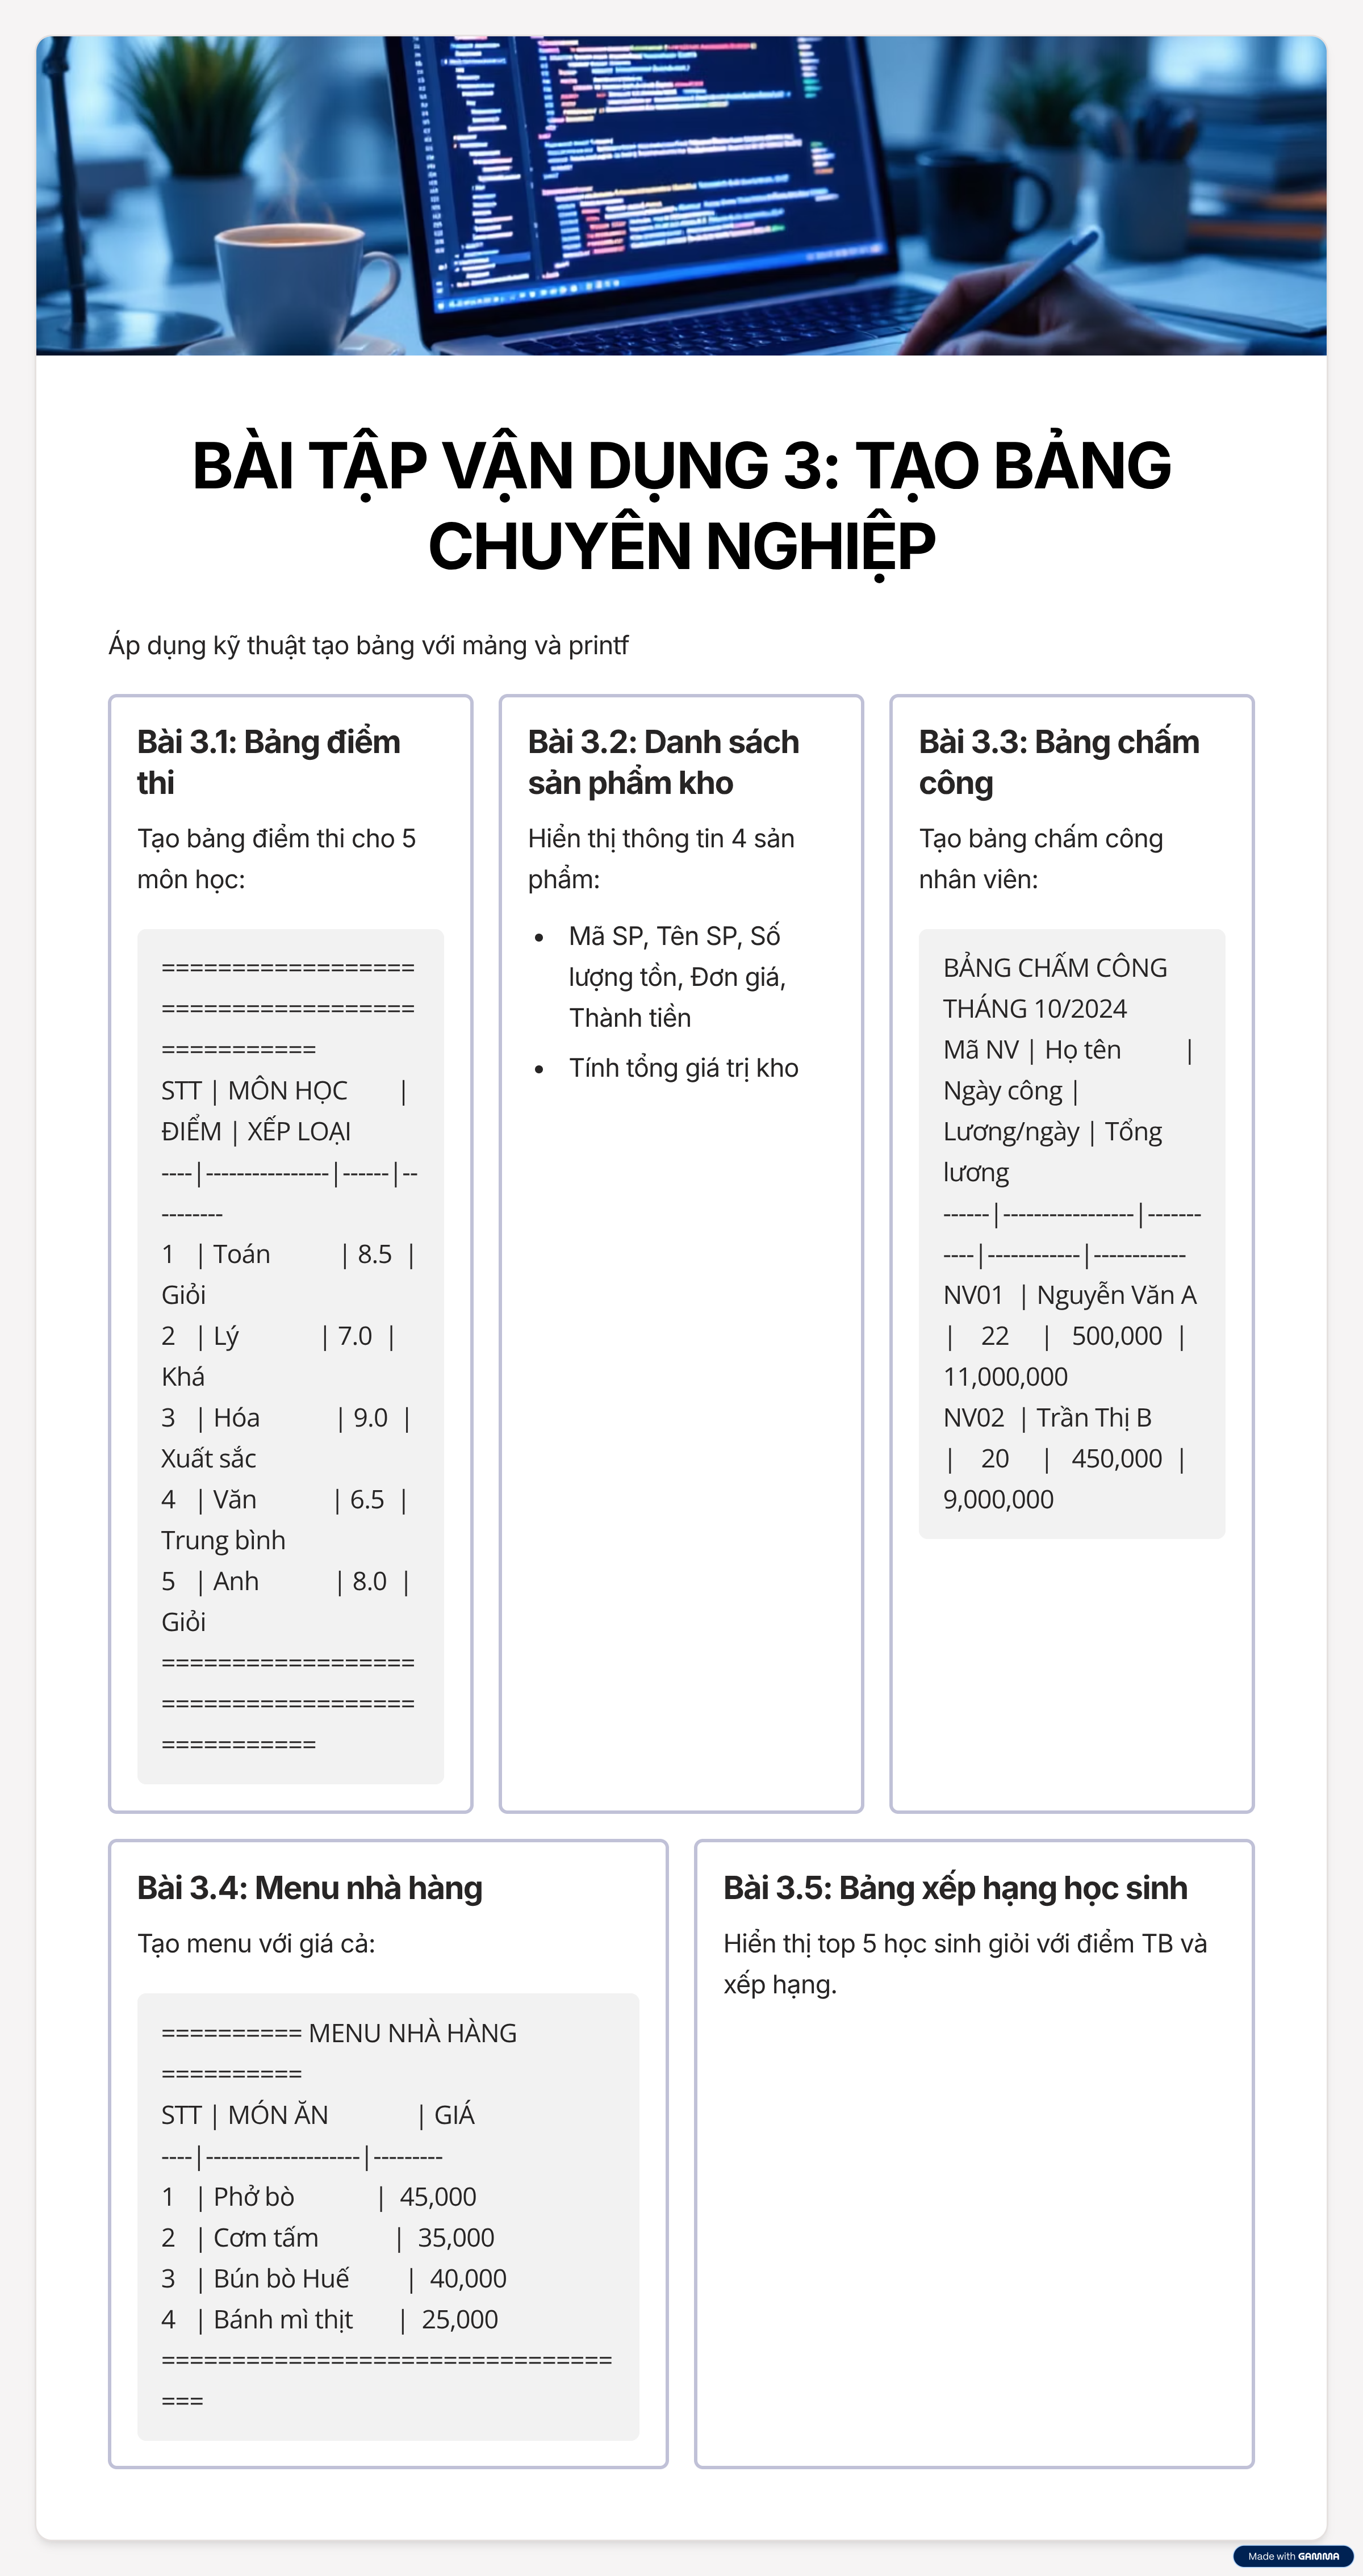 BÀI TẬP VẬN DỤNG 3: TẠO BẢNG
CHUYÊN NGHIỆP
Áp dụng kỹ thuật tạo bảng với mảng và printf
Bài 3.1: Bảng điểm
thi
Tạo bảng điểm thi cho 5
môn học:
==================
==================
===========
STT | MÔN HỌC        |
ĐIỂM | XẾP LOẠI
----|----------------|------|--
--------
1   | Toán           | 8.5  |
Giỏi
2   | Lý             | 7.0  |
Khá
3   | Hóa            | 9.0  |
Xuất sắc
4   | Văn            | 6.5  |
Trung bình
5   | Anh            | 8.0  |
Giỏi
==================
==================
===========
Bài 3.2: Danh sách
sản phẩm kho
Hiển thị thông tin 4 sản
phẩm:
• Mã SP, Tên SP, Số
lượng tồn, Đơn giá,
Thành tiền
• Tính tổng giá trị kho
Bài 3.3: Bảng chấm
công
Tạo bảng chấm công
nhân viên:
BẢNG CHẤM CÔNG
THÁNG 10/2024
Mã NV | Họ tên          |
Ngày công |
Lương/ngày | Tổng
lương
------|-----------------|-------
----|------------|------------
NV01  | Nguyễn Văn A
|    22     |   500,000  |
11,000,000
NV02  | Trần Thị B
|    20     |   450,000  |
9,000,000
Bài 3.4: Menu nhà hàng
Tạo menu với giá cả:
========== MENU NHÀ HÀNG
==========
STT | MÓN ĂN              | GIÁ
----|--------------------|---------
1   | Phở bò             |  45,000
2   | Cơm tấm            |  35,000
3   | Bún bò Huế         |  40,000
4   | Bánh mì thịt       |  25,000
================================
===
Bài 3.5: Bảng xếp hạng học sinh
Hiển thị top 5 học sinh giỏi với điểm TB và
xếp hạng.
Made with GAMMA